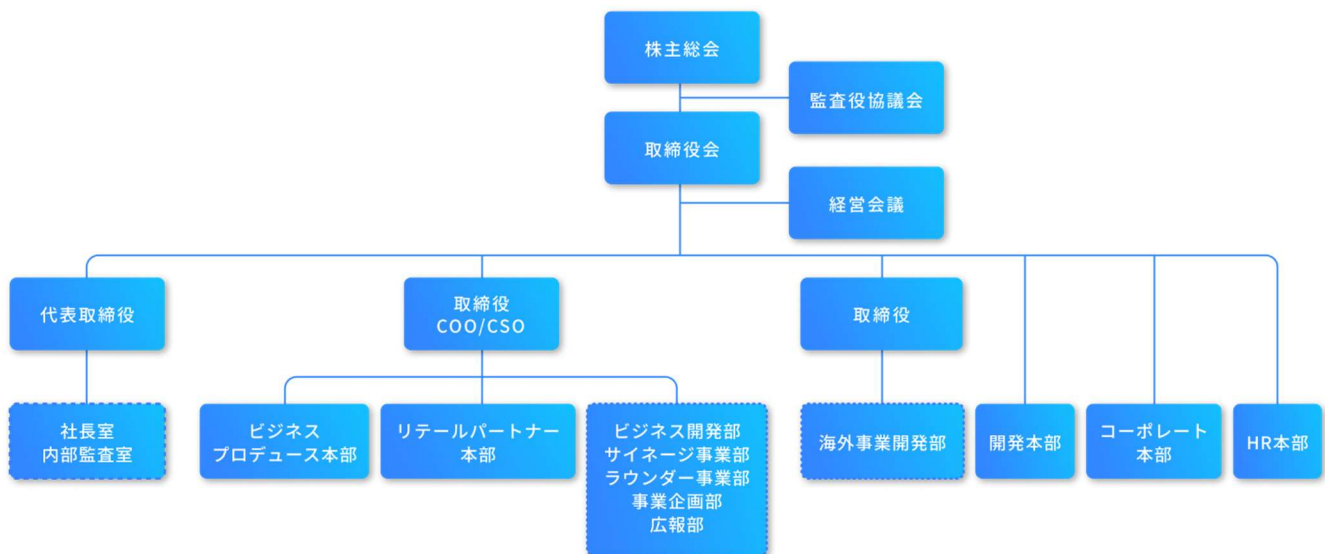 株主総会
監査役協議会
取締役会
経営会議
代表取締役
取締役
COO/CSO
取締役
社長室
内部監査室
ビジネス
プロデュース本部
リテールパートナー
本部
ビジネス開発部
サイネージ事業部
ラウンダー事業部
事業企画部
広報部
海外事業開発部
開発本部
コーポレート
本部
HR本部